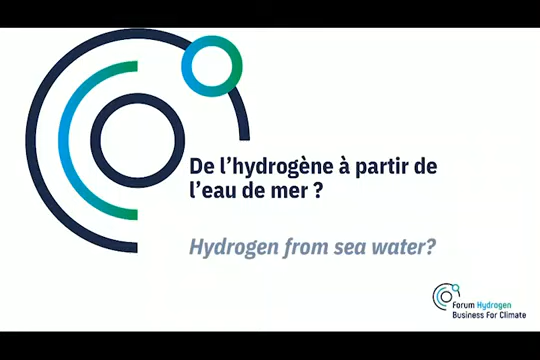 De l'hydrogène à partir de
l'eau de mer ?
Hydrogen from sea water?
Forum Hydrogen
Business For Climate